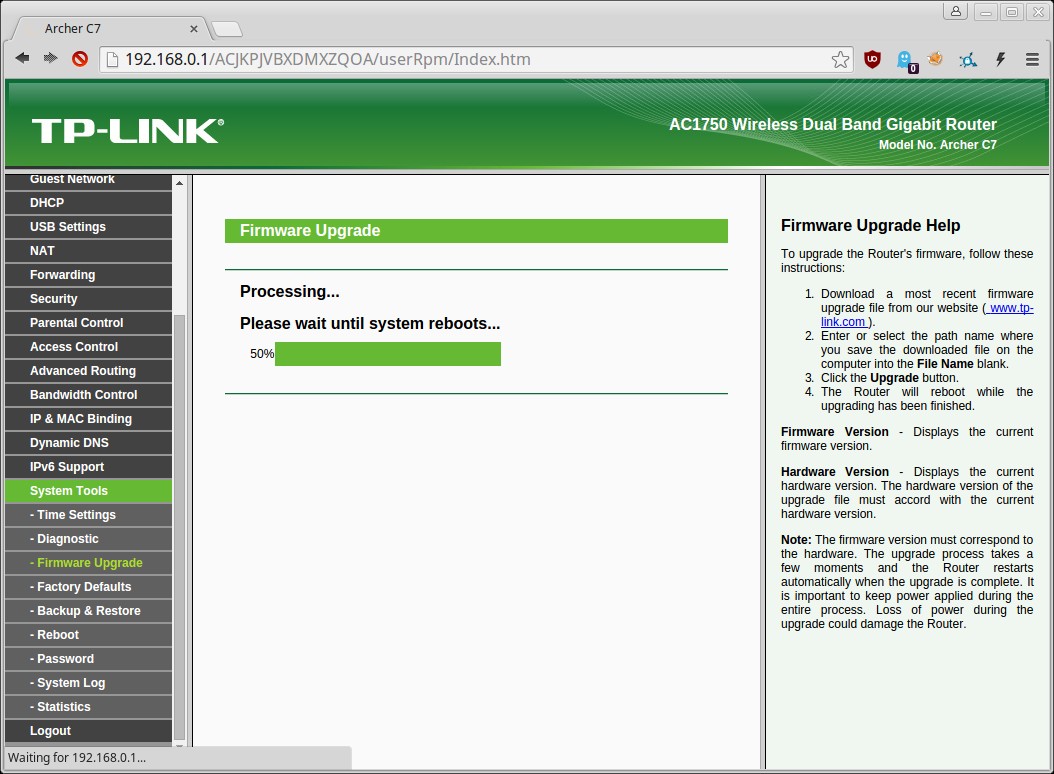 Archer C7
192.168.0.1/ACJKPJVBXDMXZQOA/userRpm/Index.htm
0
TP-LINK®
AC1750 Wireless Dual Band Gigabit Router
Model No. Archer C7
Guest Network
DHCP
USB Settings
NAT
Forwarding
Security
Parental Control
Access Control
Advanced Routing
Bandwidth Control
IP & MAC Binding
Dynamic DNS
IPv6 Support
System Tools
- Time Settings
- Diagnostic
- Firmware Upgrade
- Factory Defaults
- Backup & Restore
- Reboot
- Password
- System Log
- Statistics
Logout
Firmware Upgrade
Processing...
Please wait until system reboots...
50%
Firmware Upgrade Help
To upgrade the Router's firmware, follow these
instructions:
1. Download a most recent firmware
upgrade file from our website ( www.tp-
link.com ).
2. Enter or select the path name where
you save the downloaded file on the
computer into the File Name blank.
3. Click the Upgrade button.
4. The Router will reboot while the
upgrading has been finished.
Firmware Version - Displays the current
firmware version.
Hardware Version - Displays the current
hardware version. The hardware version of the
upgrade file must accord with the current
hardware version.
Note: The firmware version must correspond to
the hardware. The upgrade process takes a
few moments and the Router restarts
automatically when the upgrade is complete. It
is important to keep power applied during the
entire process. Loss of power during the
upgrade could damage the Router.
Waiting for 192.168.0.1...